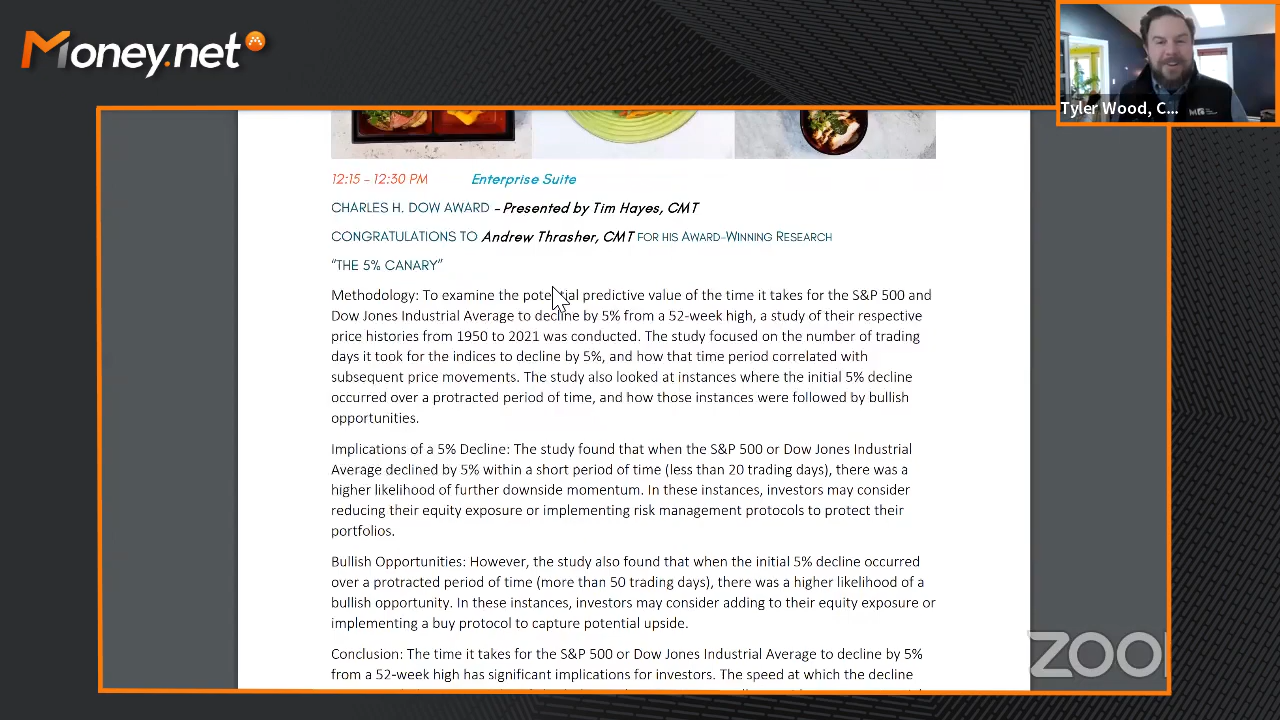 Money.net
Tyler Wood, C...
12:15 – 12:30 PM Enterprise Suite
CHARLES H. DOW AWARD – Presented by Tim Hayes, CMT
CONGRATULATIONS TO Andrew Thrasher, CMT FOR HIS AWARD-WINNING RESEARCH
“THE 5% CANARY”
Methodology: To examine the potential predictive value of the time it takes for the S&P 500 and
Dow Jones Industrial Average to decline by 5% from a 52-week high, a study of their respective
price histories from 1950 to 2021 was conducted. The study focused on the number of trading
days it took for the indices to decline by 5%, and how that time period correlated with
subsequent price movements. The study also looked at instances where the initial 5% decline
occurred over a protracted period of time, and how those instances were followed by bullish
opportunities.
Implications of a 5% Decline: The study found that when the S&P 500 or Dow Jones Industrial
Average declined by 5% within a short period of time (less than 20 trading days), there was a
higher likelihood of further downside momentum. In these instances, investors may consider
reducing their equity exposure or implementing risk management protocols to protect their
portfolios.
Bullish Opportunities: However, the study also found that when the initial 5% decline occurred
over a protracted period of time (more than 50 trading days), there was a higher likelihood of a
bullish opportunity. In these instances, investors may consider adding to their equity exposure or
implementing a buy protocol to capture potential upside.
Conclusion: The time it takes for the S&P 500 or Dow Jones Industrial Average to decline by 5%
from a 52-week high has significant implications for investors. The speed at which the decline
ZOO